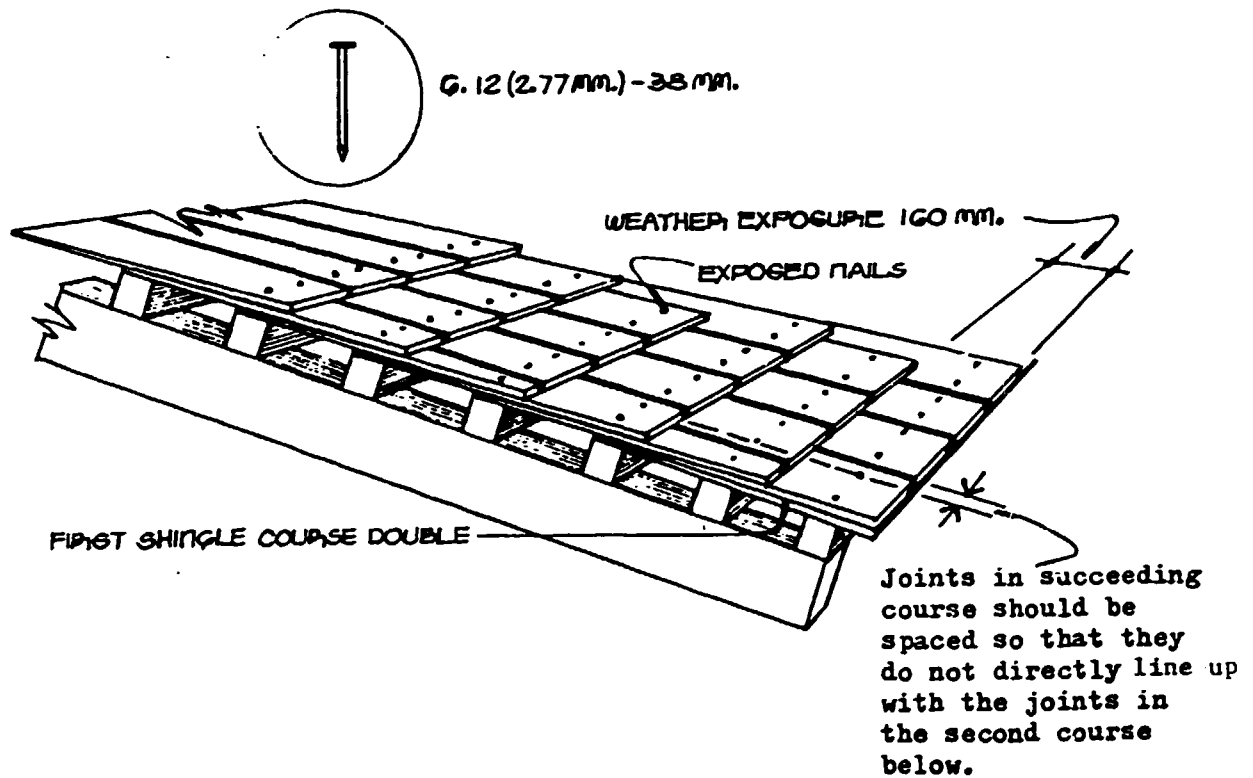 G. 12 (2.77 MM.) - 38 MM.
WEATHER EXPOSURE 160 MM.
EXPOSED NAILS
FIRST SHINGLE COURSE DOUBLE
Joints in succeeding
course should be
spaced so that they
do not directly line up
with the joints in
the second course
below.